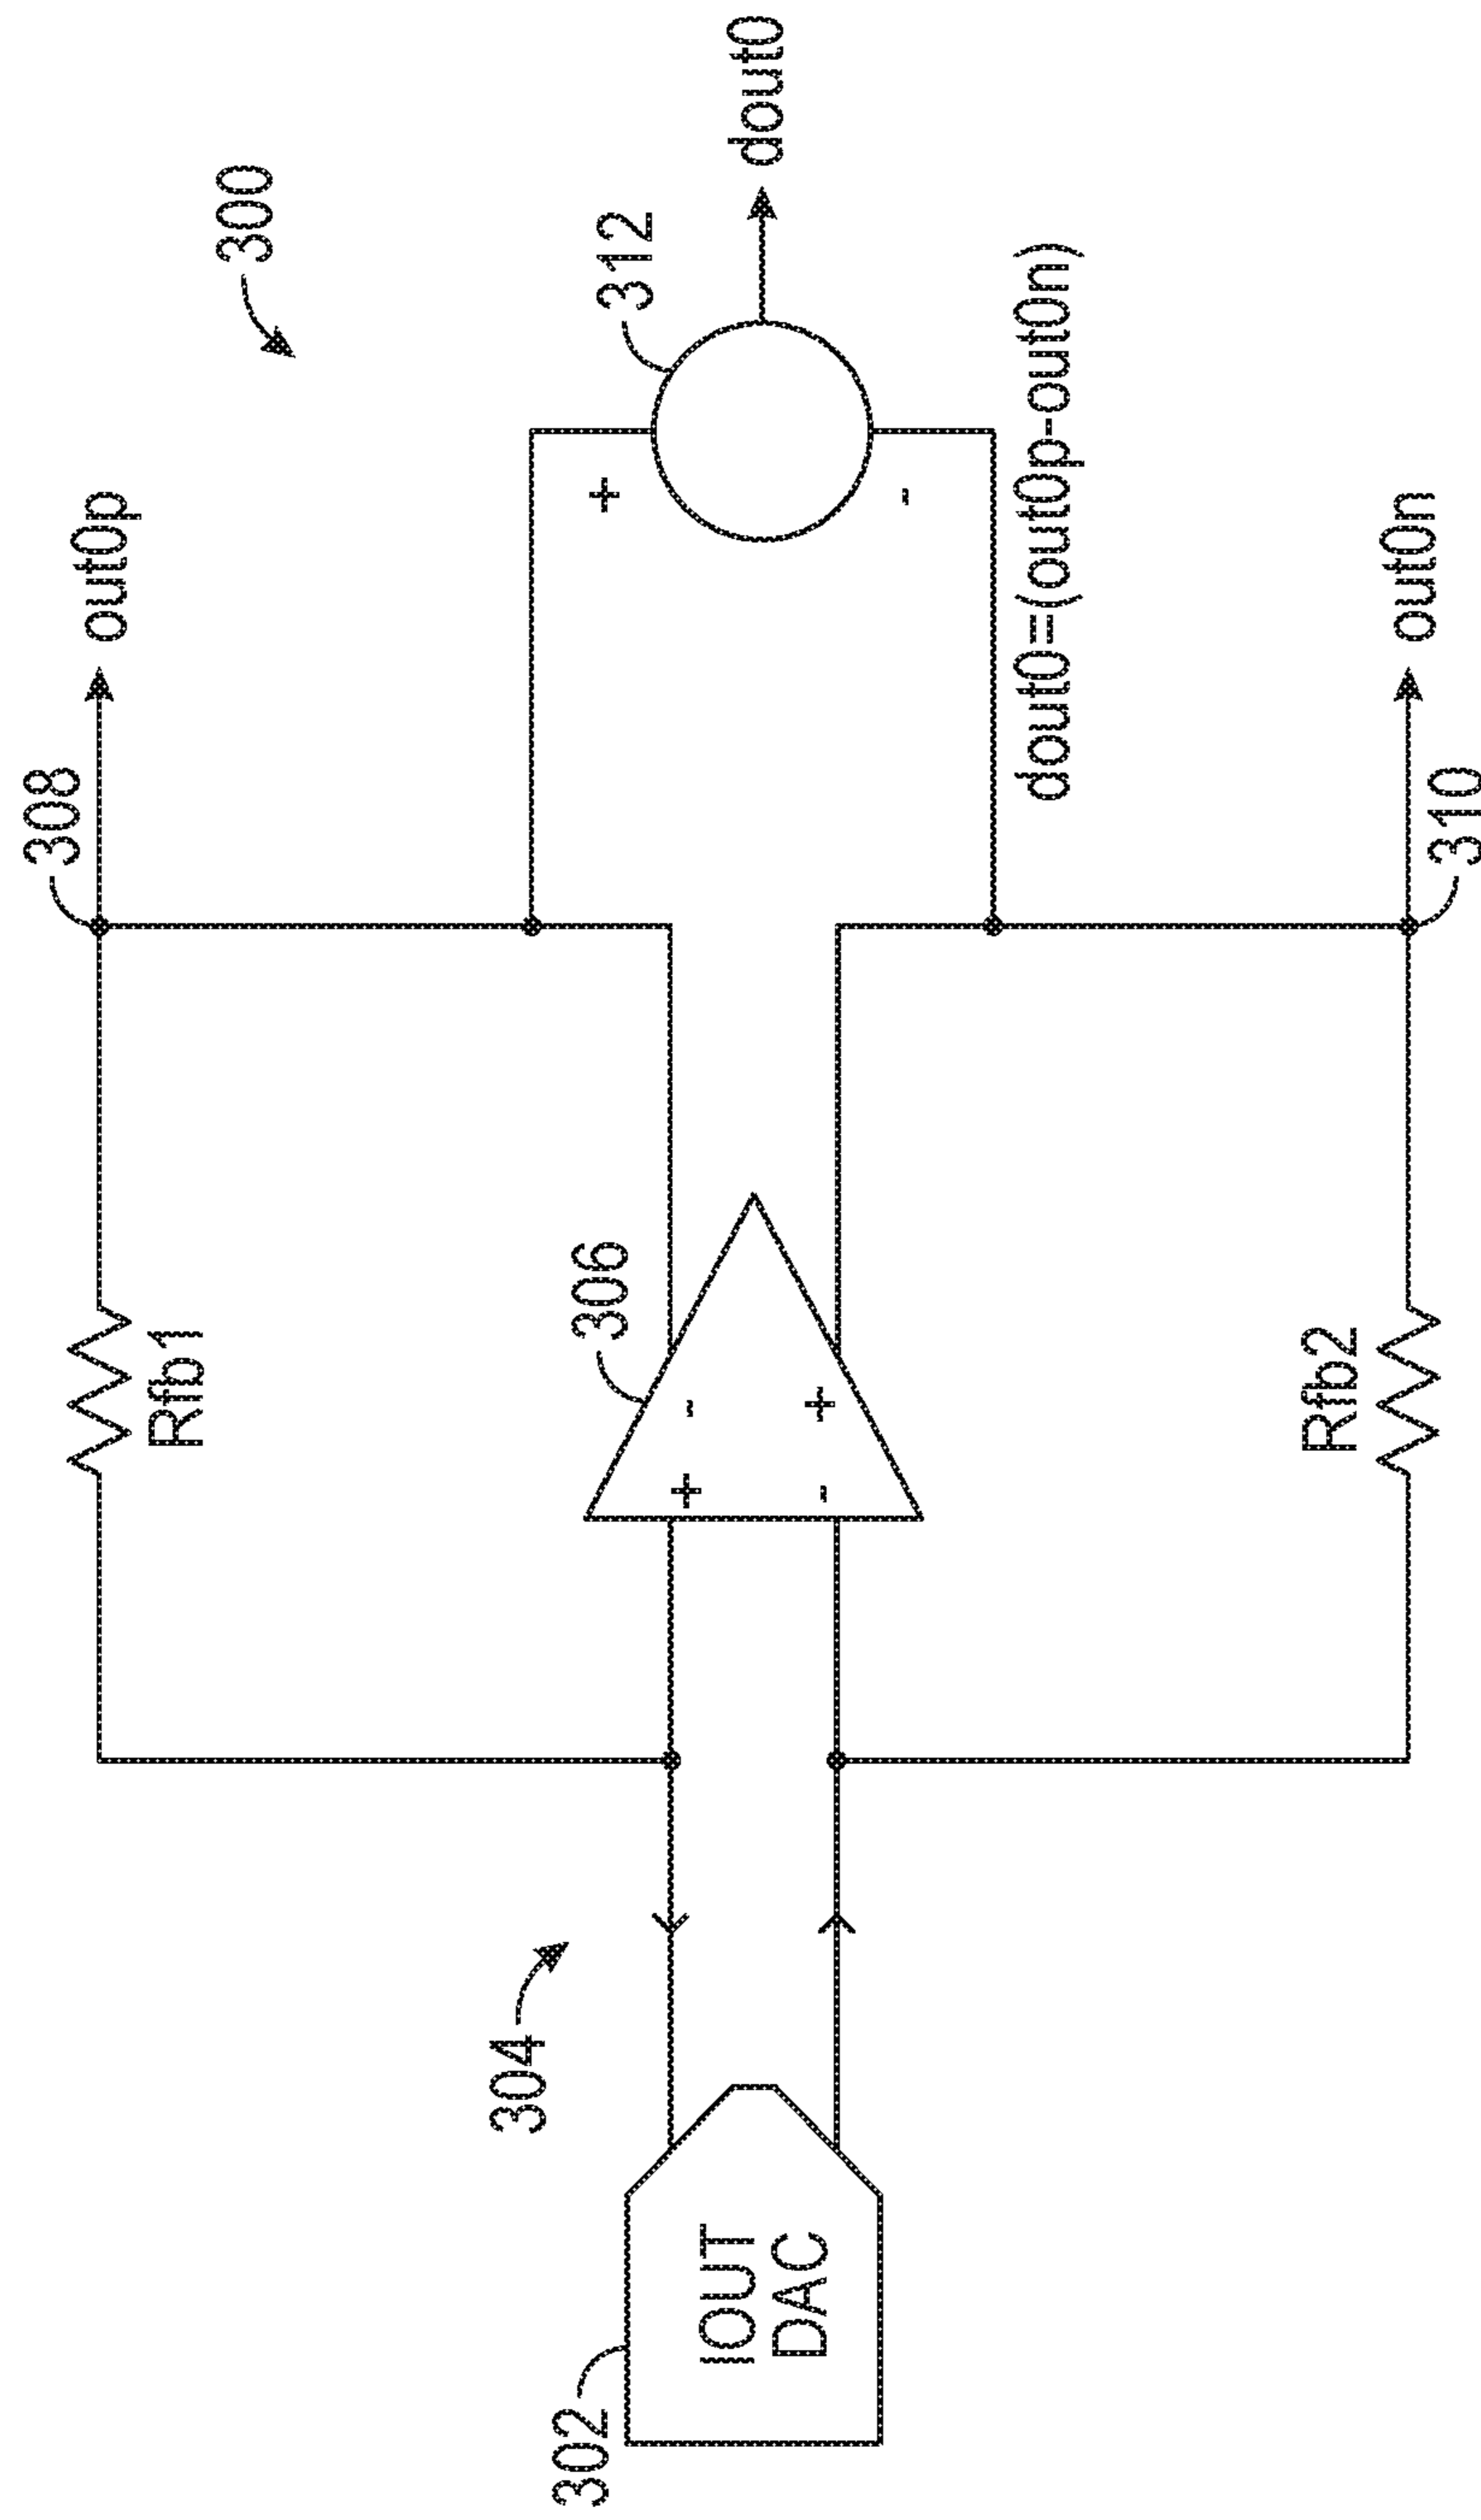 300
308
out0p
Rfb1
304
306
+
-
-
+
302
IOUT
DAC
312
+
-
dout0
dout0=(out0p-out0n)
Rfb2
out0n
310